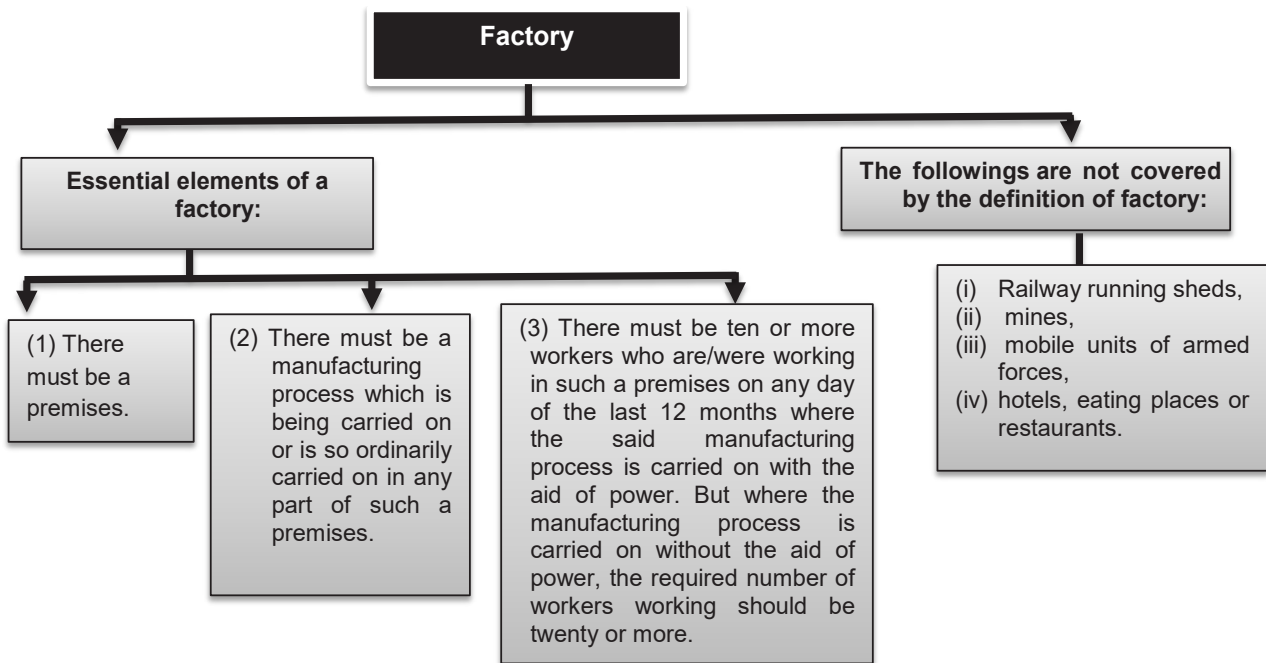 Factory
Essential elements of a
factory:
The followings are not covered
by the definition of factory:
(1) There
must be a
premises.
(2) There must be a
manufacturing
process which is
being carried on
or is so ordinarily
carried on in any
part of such a
premises.
(3) There must be ten or more
workers who are/were working
in such a premises on any day
of the last 12 months where
the said manufacturing
process is carried on with the
aid of power. But where the
manufacturing process is
carried on without the aid of
power, the required number of
workers working should be
twenty or more.
(i) Railway running sheds,
(ii) mines,
(iii) mobile units of armed
forces,
(iv) hotels, eating places or
restaurants.